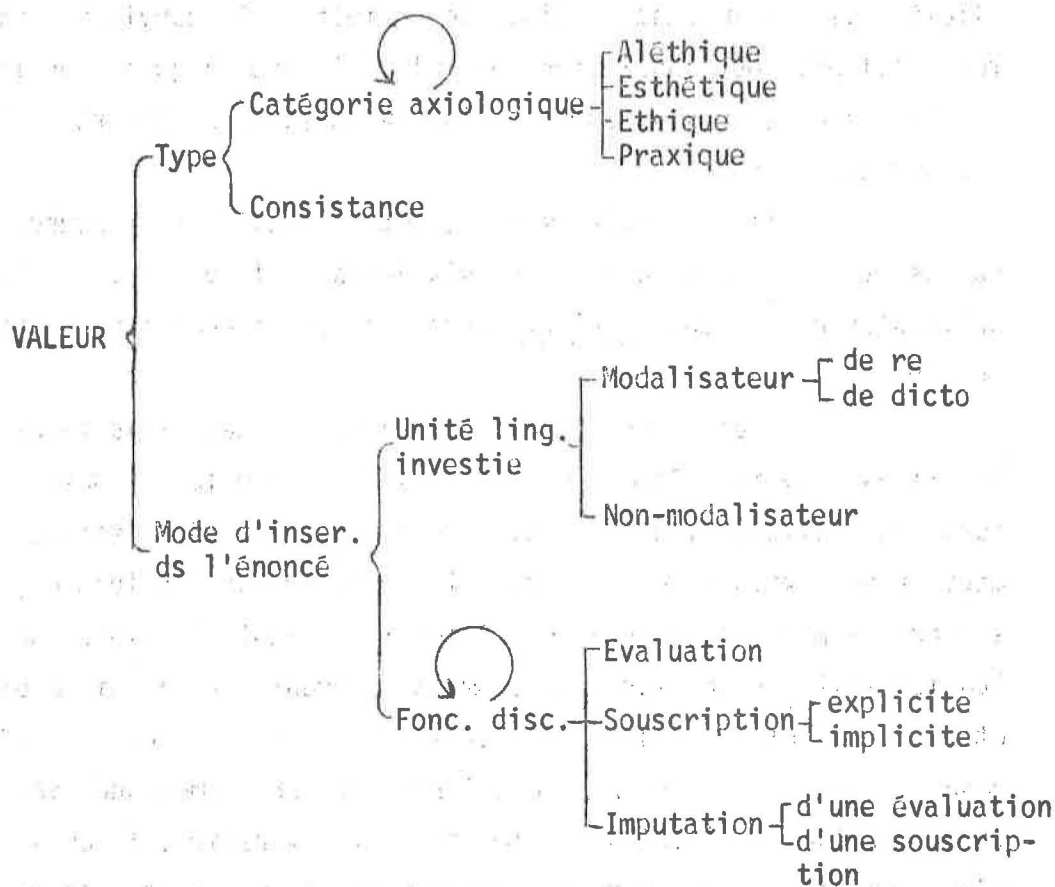 Aléthique
Catégorie axiologique
Esthétique
Ethique
Praxique
Type
Consistance
VALEUR
Modalisateur
de re
de dicto
Unité ling.
investie
Non-modalisateur
Mode d'inser.
ds l'énoncé
Evaluation
Fonc. disc.
Souscription
explicite
implicite
Imputation
d'une évaluation
d'une souscrip-
tion